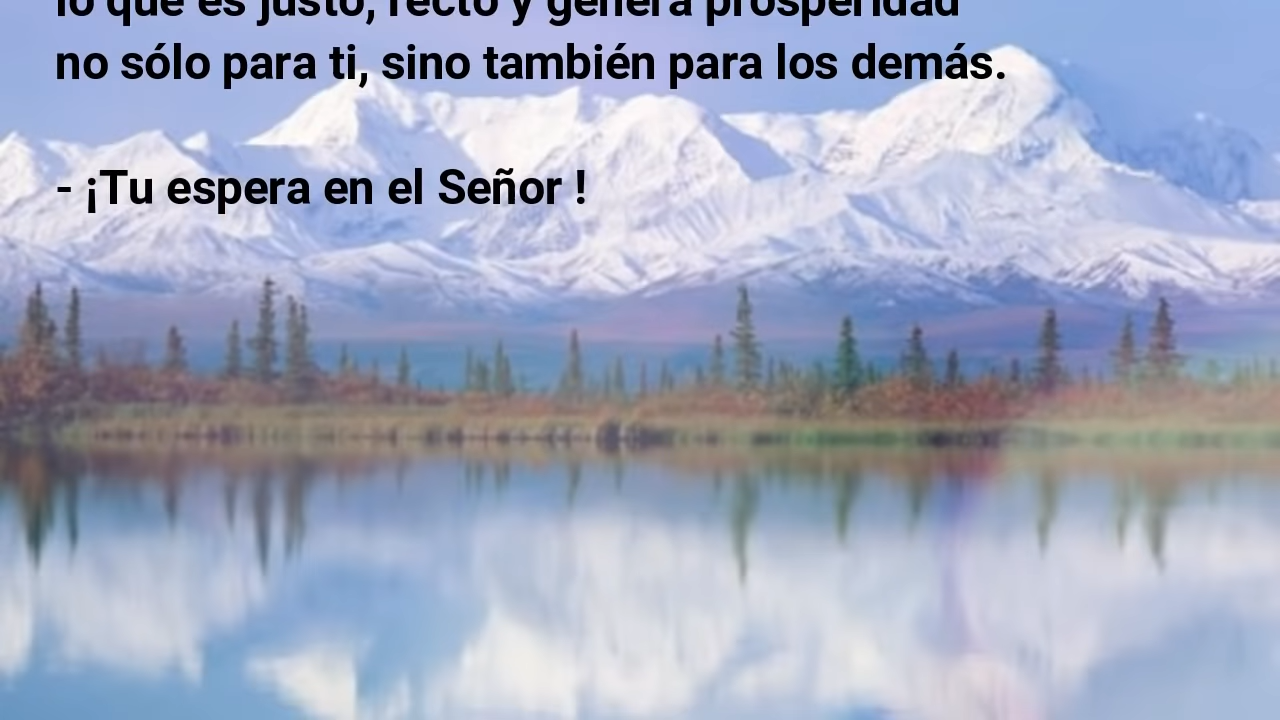 lo que es justo, recto y genera prosperidad
no sólo para ti, sino también para los demás.
- ¡Tu espera en el Señor !